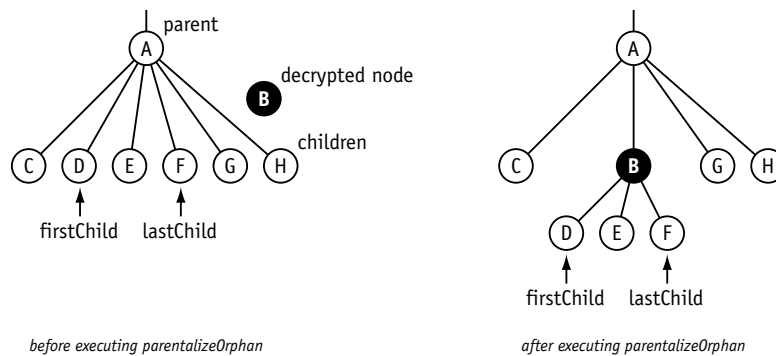 parent
A
decrypted node
B
children
C D E F G H
firstChild lastChild
before executing parentalizeOrphan
A
C B G H
D E F
firstChild lastChild
after executing parentalizeOrphan